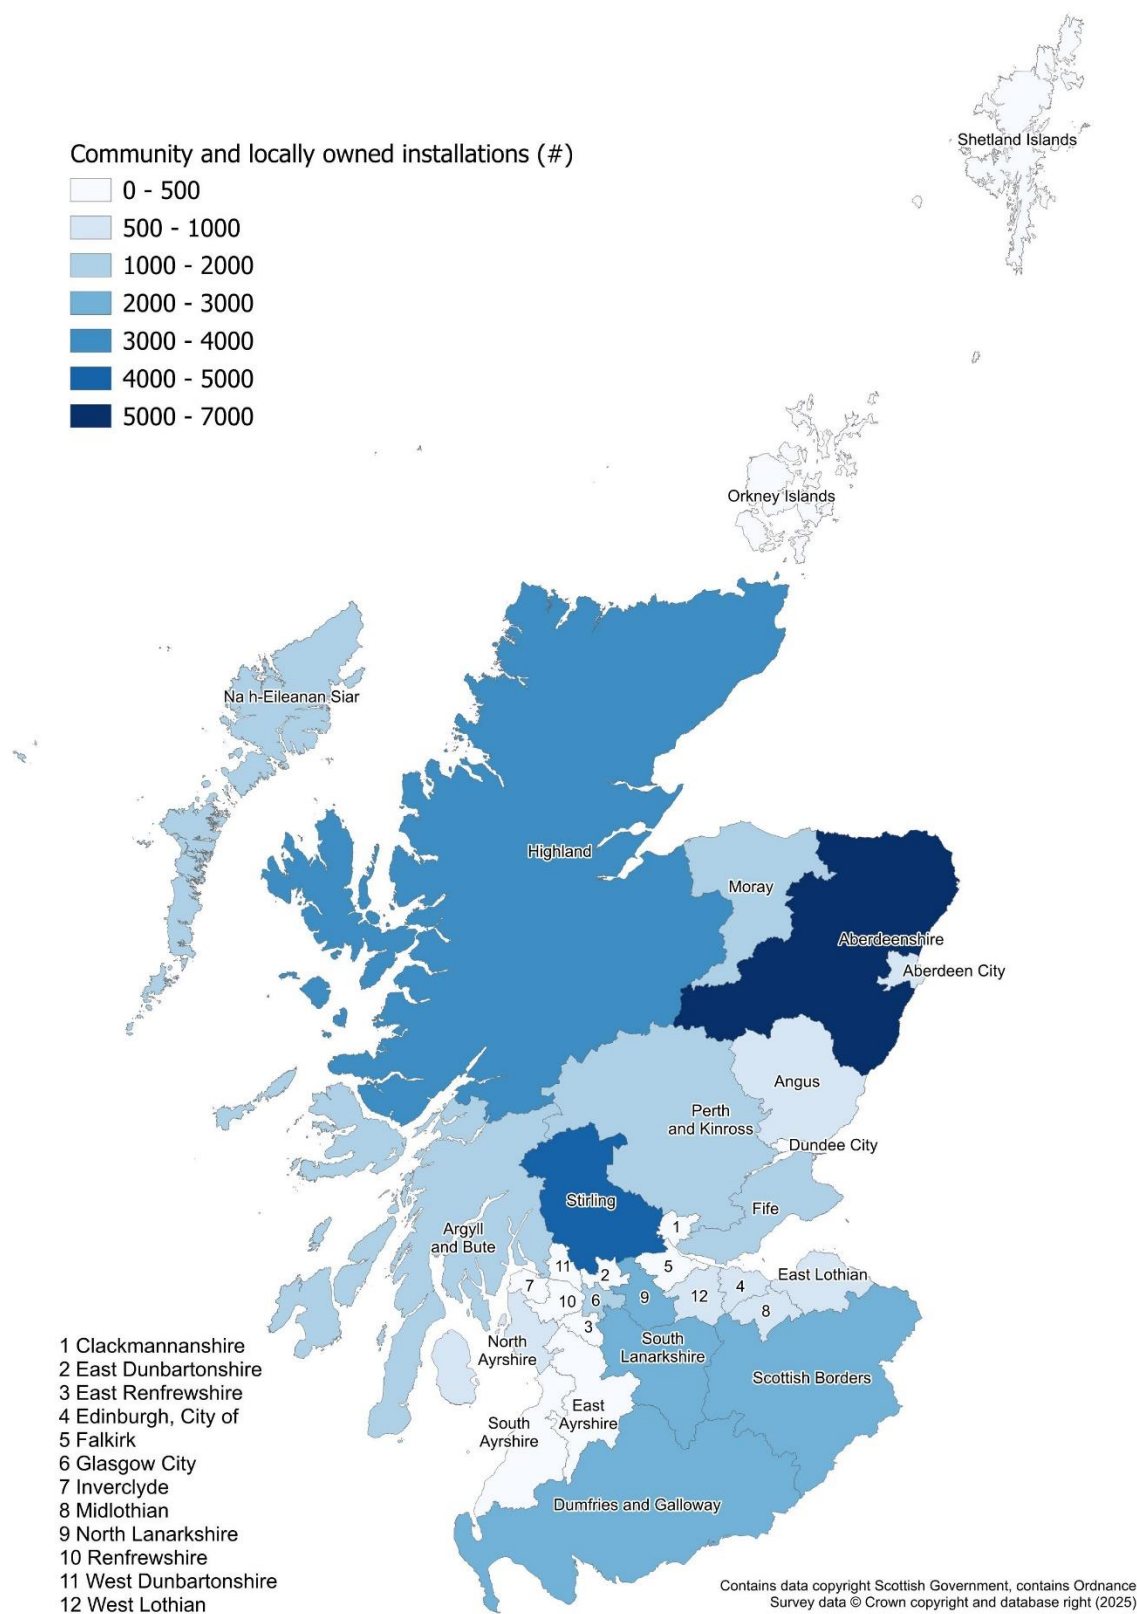 Community and locally owned installations (#)
0 - 500
500 - 1000
1000 - 2000
2000 - 3000
3000 - 4000
4000 - 5000
5000 - 7000
Shetland Islands
Orkney Islands
Na h-Eileanan Siar
Highland
Moray
Aberdeenshire
Aberdeen City
Angus
Perth
and Kinross
Dundee City
Stirling
Fife
1
Argyll
and Bute
11
2
5
East Lothian
7
10
6
9
12
4
8
3
North
Ayrshire
South
Lanarkshire
Scottish Borders
East
Ayrshire
South
Ayrshire
Dumfries and Galloway
1 Clackmannanshire
2 East Dunbartonshire
3 East Renfrewshire
4 Edinburgh, City of
5 Falkirk
6 Glasgow City
7 Inverclyde
8 Midlothian
9 North Lanarkshire
10 Renfrewshire
11 West Dunbartonshire
12 West Lothian
Contains data copyright Scottish Government, contains Ordnance
Survey data © Crown copyright and database right (2025)